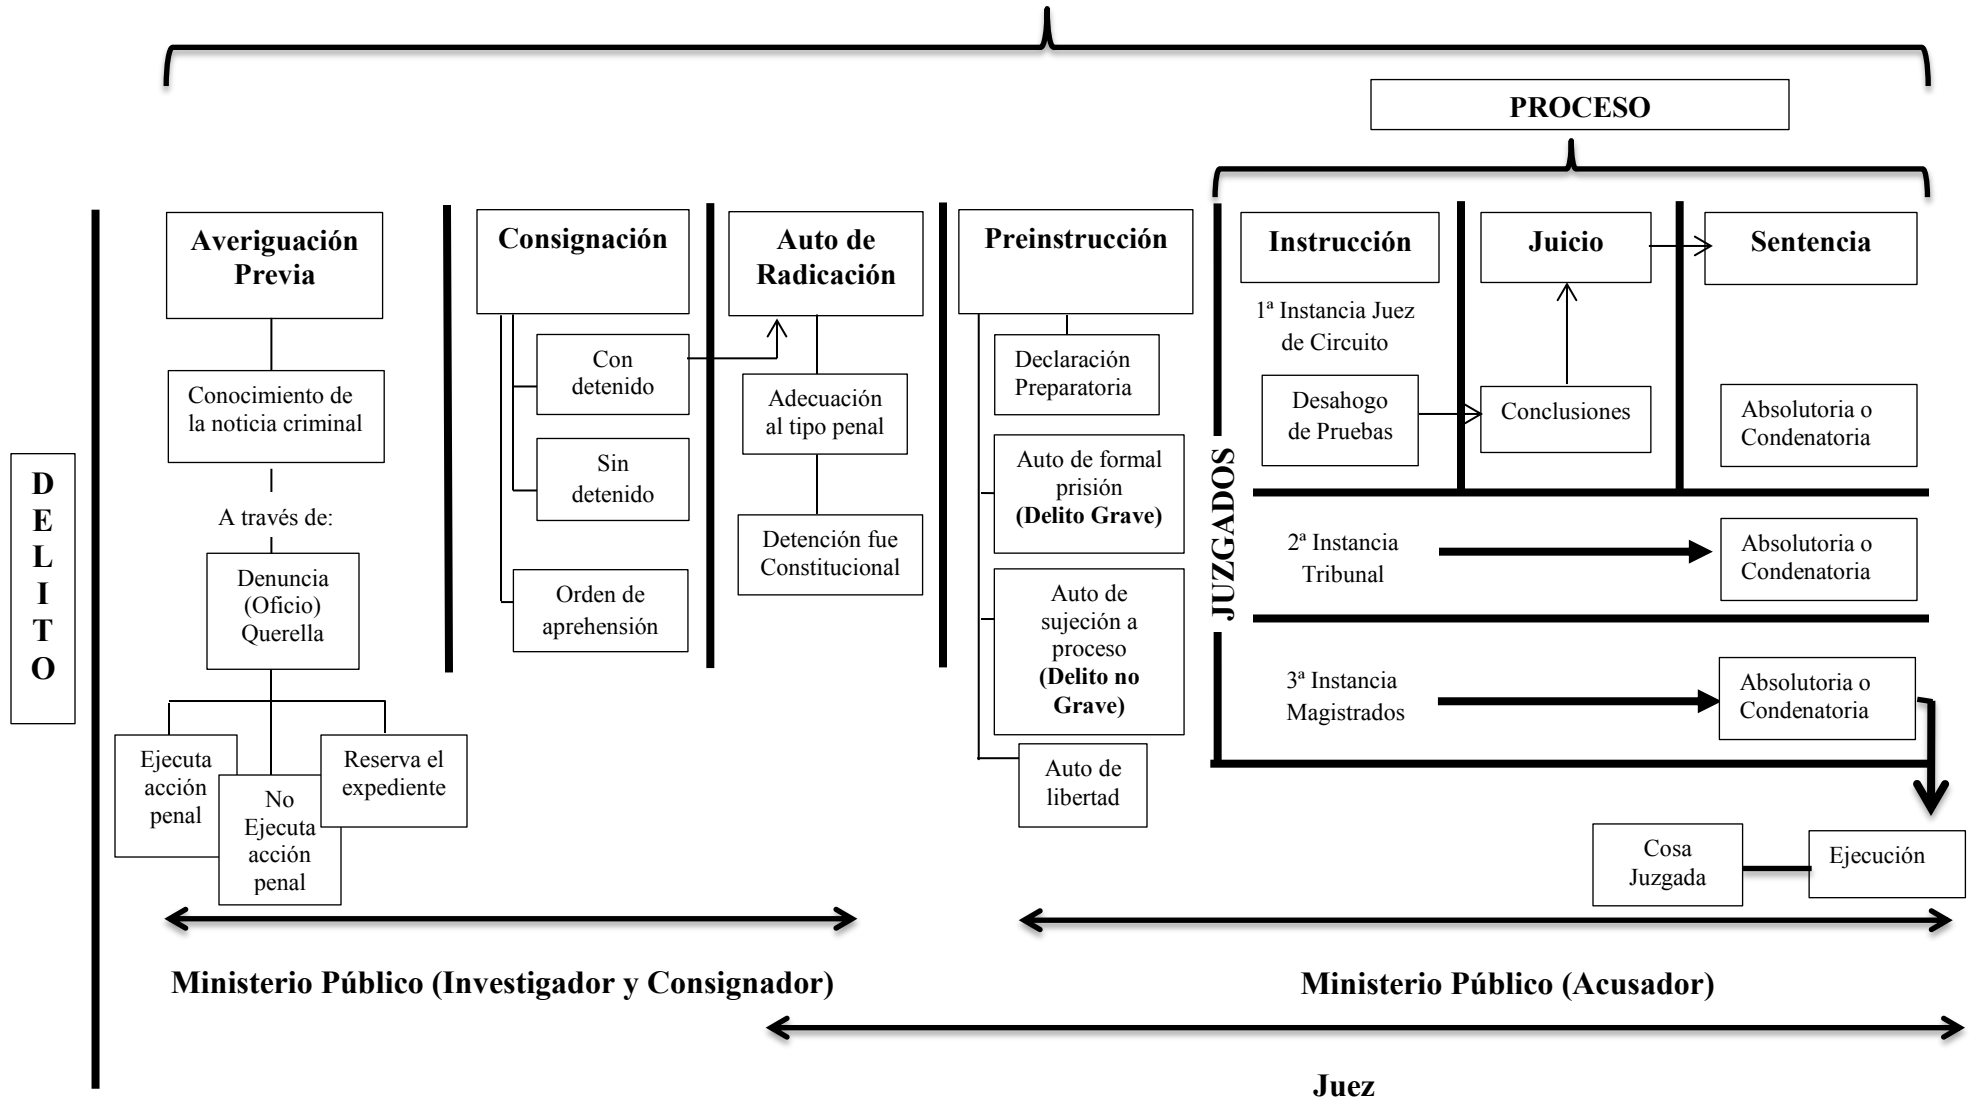 PROCESO
DELITO
Averiguación
Previa
Conocimiento de
la noticia criminal
A través de:
Denuncia
(Oficio)
Querella
Ejecuta
acción
penal
No
Ejecuta
acción
penal
Reserva el
expediente
Consignación
Con
detenido
Sin
detenido
Orden de
aprehensión
Auto de
Radicación
Adecuación
al tipo penal
Detención fue
Constitucional
Preinstrucción
Declaración
Preparatoria
Auto de formal
prisión
(Delito Grave)
Auto de
sujeción a
proceso
(Delito no
Grave)
Auto de
libertad
JUZGADOS
Instrucción
1ª Instancia Juez
de Circuito
Desahogo
de Pruebas
Juicio
Conclusiones
Sentencia
Absolutoria o
Condenatoria
2ª Instancia
Tribunal
Absolutoria o
Condenatoria
3ª Instancia
Magistrados
Absolutoria o
Condenatoria
Cosa
Juzgada
Ejecución
Ministerio Público (Investigador y Consignador)
Ministerio Público (Acusador)
Juez